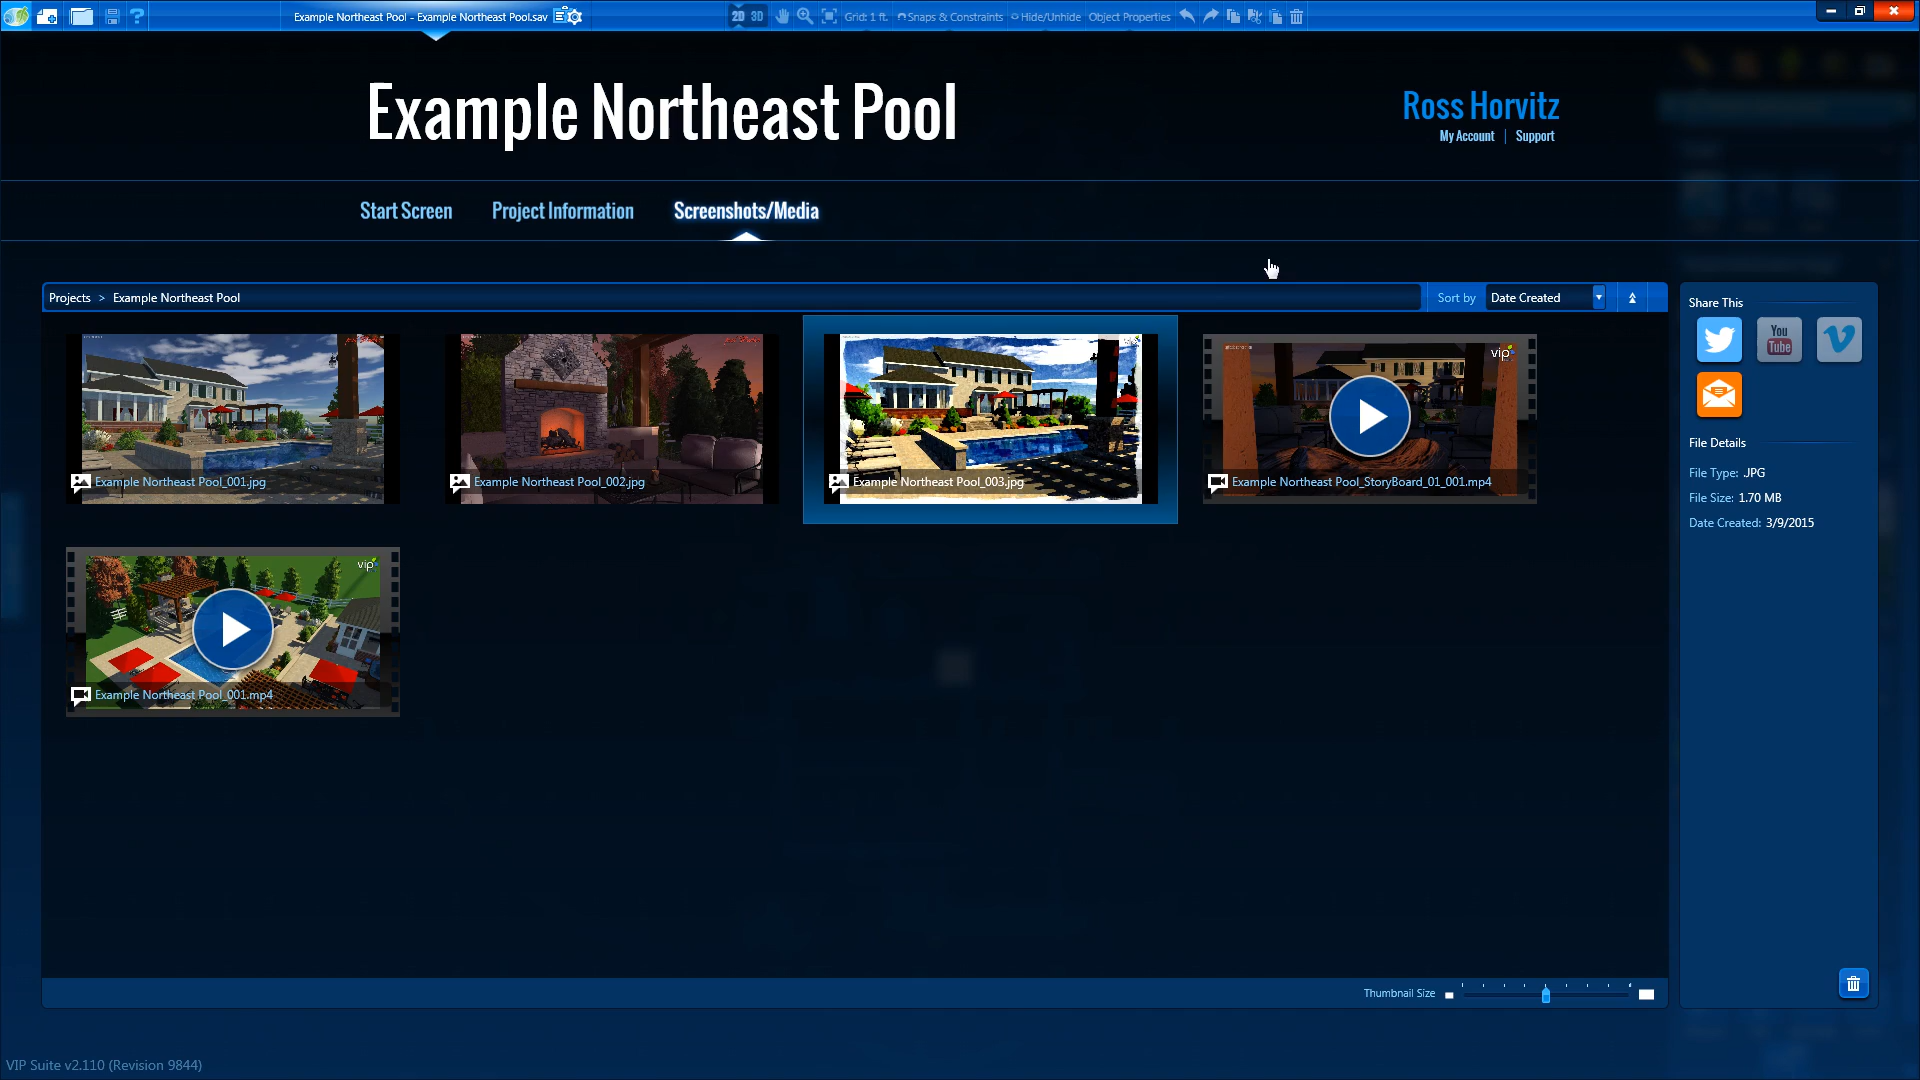 Example Northeast Pool - Example Northeast Pool.sav
2D 3D
Grid: 1 ft.
Snaps & Constraints
Hide/Unhide
Object Properties
Example Northeast Pool
Ross Horvitz
My Account | Support
Start Screen
Project Information
Screenshots/Media
Projects > Example Northeast Pool
Sort by
Date Created
Example Northeast Pool_001.jpg
Example Northeast Pool_002.jpg
Example Northeast Pool_003.jpg
vip
Example Northeast Pool_StoryBoard_01_001.mp4
vip
Example Northeast Pool_001.mp4
Share This
You
Tube
File Details
File Type: JPG
File Size: 1.70 MB
Date Created: 3/9/2015
Thumbnail Size
VIP Suite v2.110 (Revision 9844)